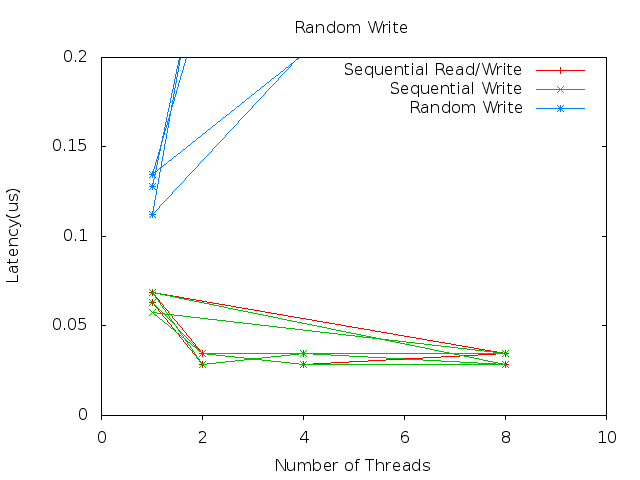 Random Write
0.2
0.15
0.1
0.05
0
Latency(us)
Sequential Read/Write
Sequential Write
Random Write
0 2 4 6 8 10
Number of Threads